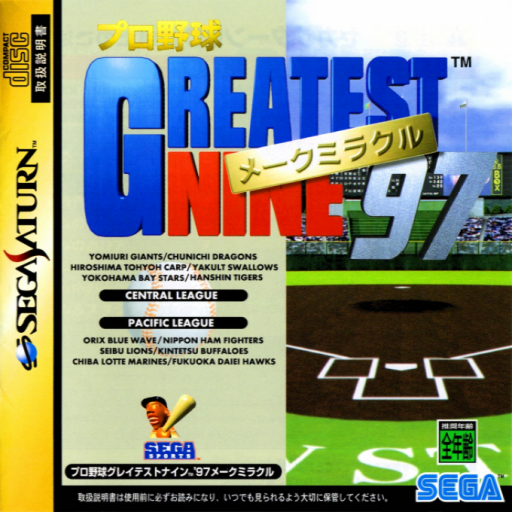 COMPACT
disc
取扱説明書
SEGA SATURN™
プロ野球
GREATEST™
NINE
メークミラクル
97
BOX
YOMIURI GIANTS/CHUNICHI DRAGONS
HIROSHIMA TOHYOH CARP/YAKULT SWALLOWS
YOKOHAMA BAY STARS/HANSHIN TIGERS
CENTRAL LEAGUE
PACIFIC LEAGUE
ORIX BLUE WAVE/NIPPON HAM FIGHTERS
SEIBU LIONS/KINTETSU BUFFALOES
CHIBA LOTTE MARINES/FUKUOKA DAIEI HAWKS
SEGA
プロ野球グレイテストナイン™'97メークミラクル
推奨年齢
全年齢
Y ST
SEGA
取扱説明書は使用前に必ずお読みになり、いつでも見られるよう大切に保管してください。